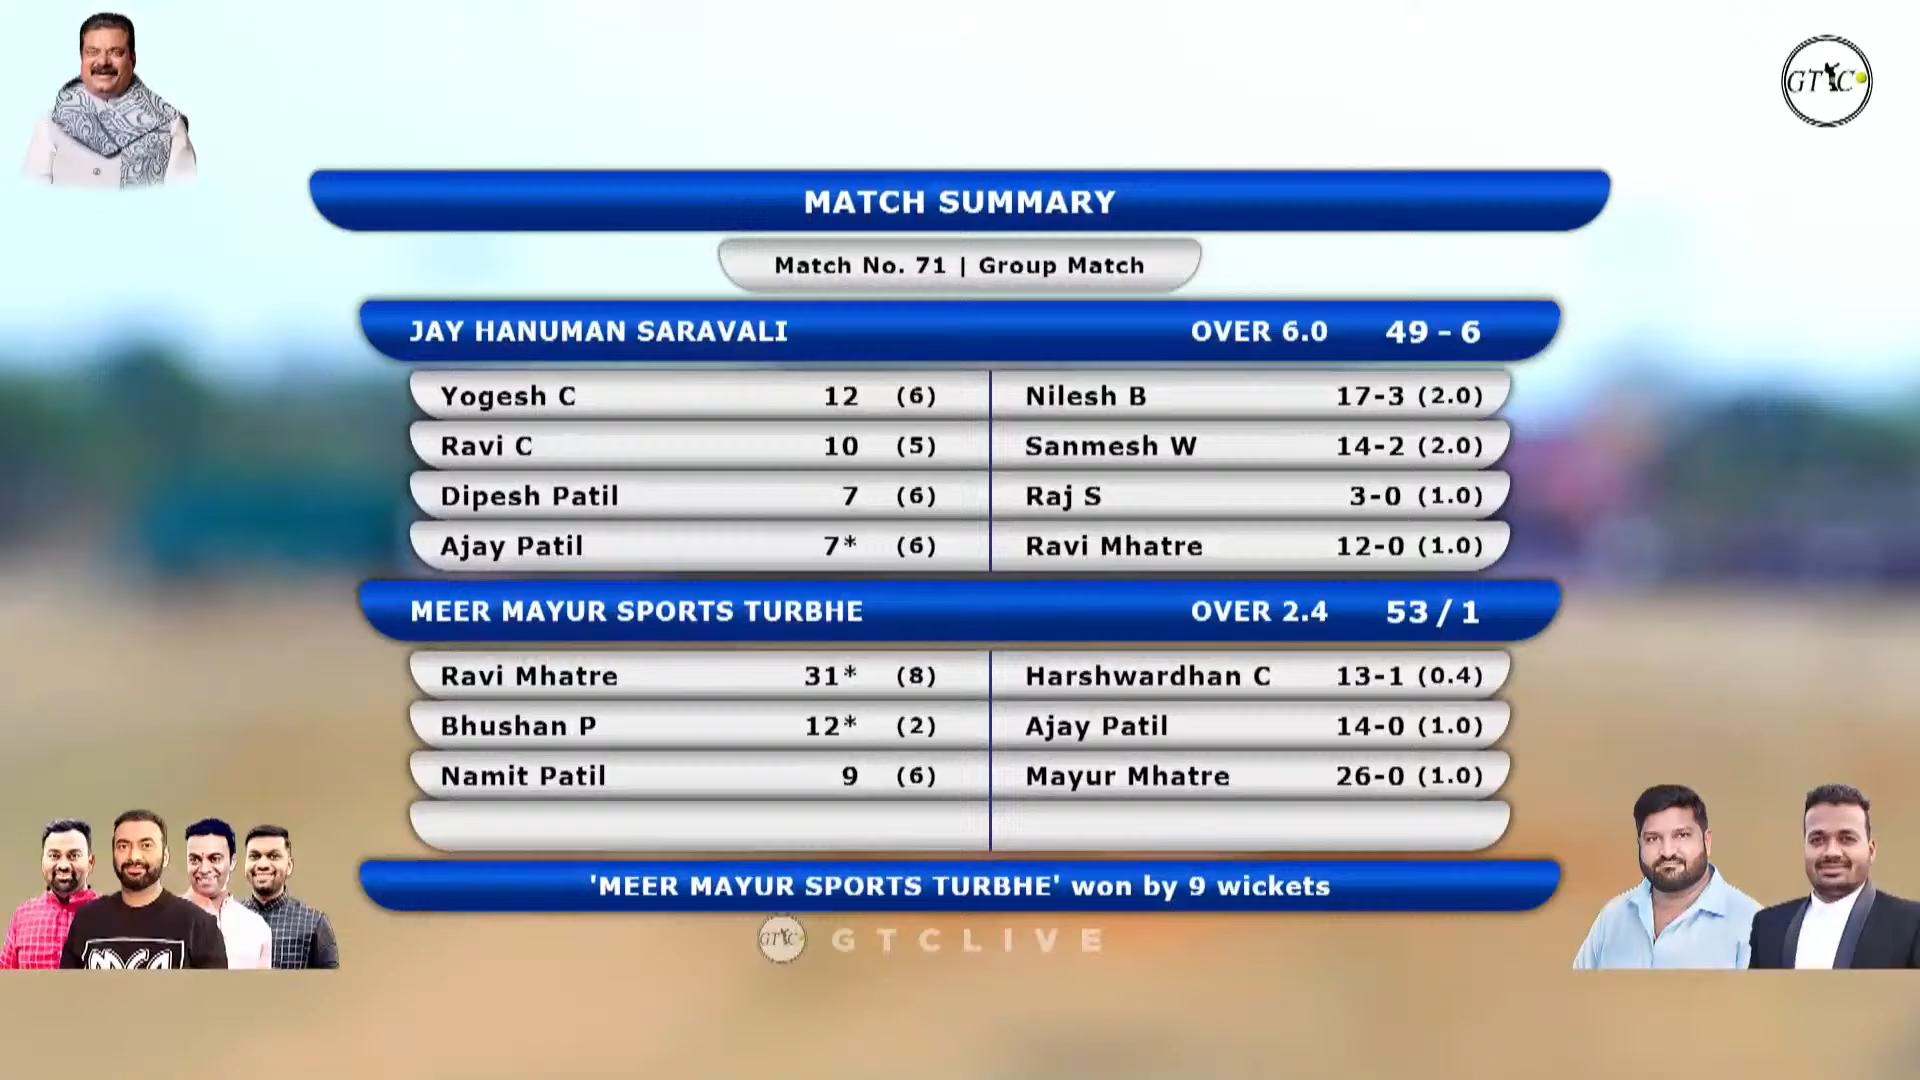 GTC
MATCH SUMMARY
Match No. 71 | Group Match
JAY HANUMAN SARAVALI OVER 6.0 49 - 6
Yogesh C 12 (6) Nilesh B 17-3 (2.0)
Ravi C 10 (5) Sanmesh W 14-2 (2.0)
Dipesh Patil 7 (6) Raj S 3-0 (1.0)
Ajay Patil 7* (6) Ravi Mhatre 12-0 (1.0)
MEER MAYUR SPORTS TURBHE OVER 2.4 53 / 1
Ravi Mhatre 31* (8) Harshwardhan C 13-1 (0.4)
Bhushan P 12* (2) Ajay Patil 14-0 (1.0)
Namit Patil 9 (6) Mayur Mhatre 26-0 (1.0)
'MEER MAYUR SPORTS TURBHE' won by 9 wickets
GTC GTCLIVE